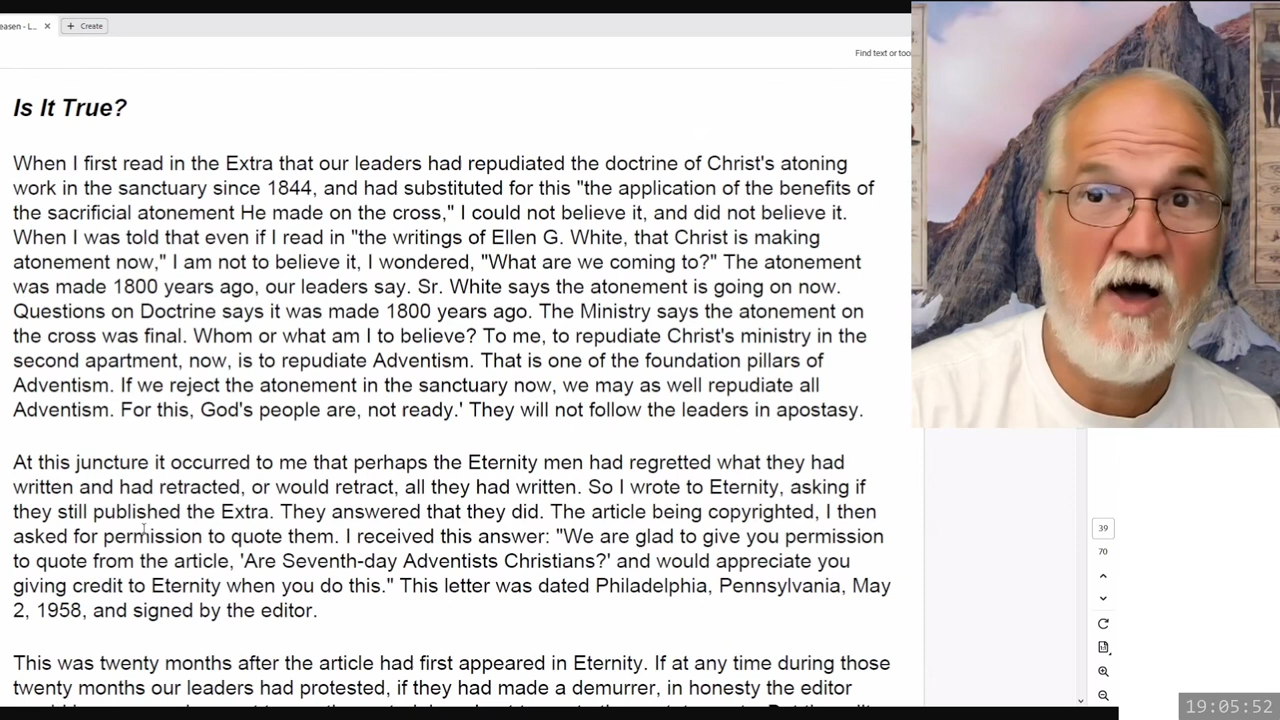 easen - L...
Create
Find text or too
Is It True?
When I first read in the Extra that our leaders had repudiated the doctrine of Christ's atoning
work in the sanctuary since 1844, and had substituted for this "the application of the benefits of
the sacrificial atonement He made on the cross," I could not believe it, and did not believe it.
When I was told that even if I read in "the writings of Ellen G. White, that Christ is making
atonement now," I am not to believe it, I wondered, "What are we coming to?" The atonement
was made 1800 years ago, our leaders say. Sr. White says the atonement is going on now.
Questions on Doctrine says it was made 1800 years ago. The Ministry says the atonement on
the cross was final. Whom or what am I to believe? To me, to repudiate Christ's ministry in the
second apartment, now, is to repudiate Adventism. That is one of the foundation pillars of
Adventism. If we reject the atonement in the sanctuary now, we may as well repudiate all
Adventism. For this, God's people are, not ready.' They will not follow the leaders in apostasy.
At this juncture it occurred to me that perhaps the Eternity men had regretted what they had
written and had retracted, or would retract, all they had written. So I wrote to Eternity, asking if
they still published the Extra. They answered that they did. The article being copyrighted, I then
asked for permission to quote them. I received this answer: "We are glad to give you permission
to quote from the article, 'Are Seventh-day Adventists Christians?' and would appreciate you
giving credit to Eternity when you do this." This letter was dated Philadelphia, Pennsylvania, May
2, 1958, and signed by the editor.
This was twenty months after the article had first appeared in Eternity. If at any time during those
twenty months our leaders had protested, if they had made a demurrer, in honesty the editor
39
70
19:05:52